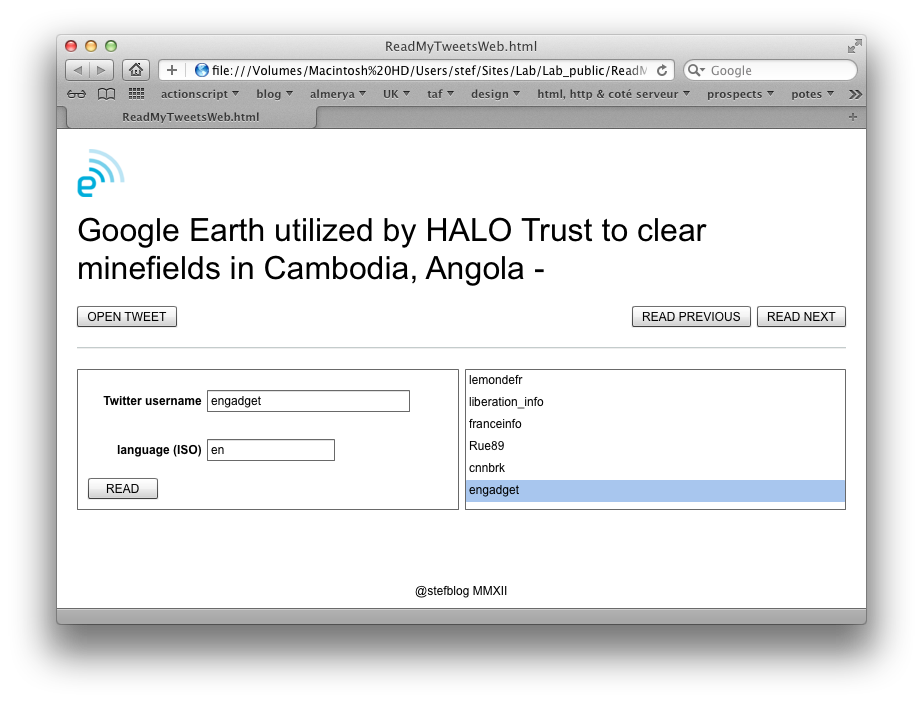 ReadMyTweetsWeb.html
file:///Volumes/Macintosh%20HD/Users/stef/Sites/Lab/Lab_public/ReadM
Google
actionscript blog almerya UK taf design html, http & coté serveur prospects potes
ReadMyTweetsWeb.html
e
Google Earth utilized by HALO Trust to clear
minefields in Cambodia, Angola -
OPEN TWEET READ PREVIOUS READ NEXT
Twitter username engadget
language (ISO) en
READ
lemondefr
liberation_info
franceinfo
Rue89
cnnbrk
engadget
@stefblog MMXII